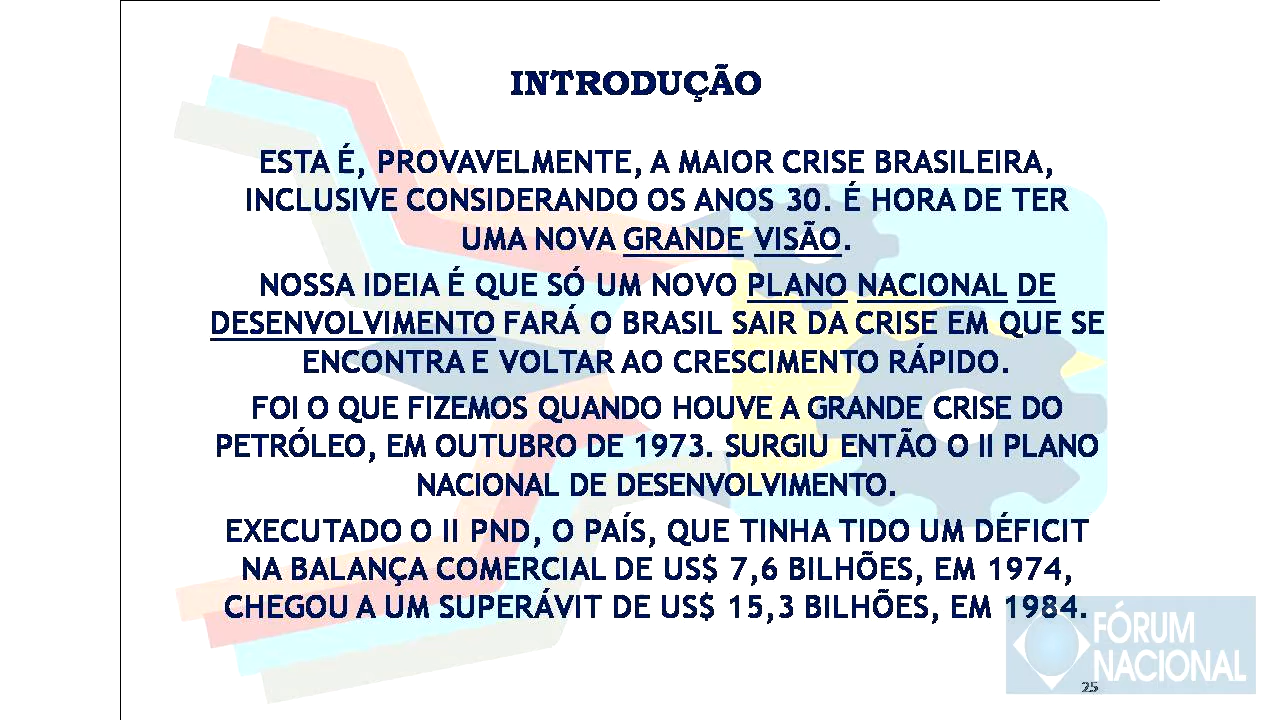 INTRODUÇÃO
ESTA É, PROVAVELMENTE, A MAIOR CRISE BRASILEIRA,
INCLUSIVE CONSIDERANDO OS ANOS 30. É HORA DE TER
UMA NOVA GRANDE VISÃO.
NOSSA IDEIA É QUE SÓ UM NOVO PLANO NACIONAL DE
DESENVOLVIMENTO FARÁ O BRASIL SAIR DA CRISE EM QUE SE
ENCONTRA E VOLTAR AO CRESCIMENTO RÁPIDO.
FOI O QUE FIZEMOS QUANDO HOUVE A GRANDE CRISE DO
PETRÓLEO, EM OUTUBRO DE 1973. SURGIU ENTÃO O II PLANO
NACIONAL DE DESENVOLVIMENTO.
EXECUTADO O II PND, O PAÍS, QUE TINHA TIDO UM DÉFICIT
NA BALANÇA COMERCIAL DE US$ 7,6 BILHÕES, EM 1974,
CHEGOU A UM SUPERÁVIT DE US$ 15,3 BILHÕES, EM 1984.
FÓRUM
NACIONAL
25